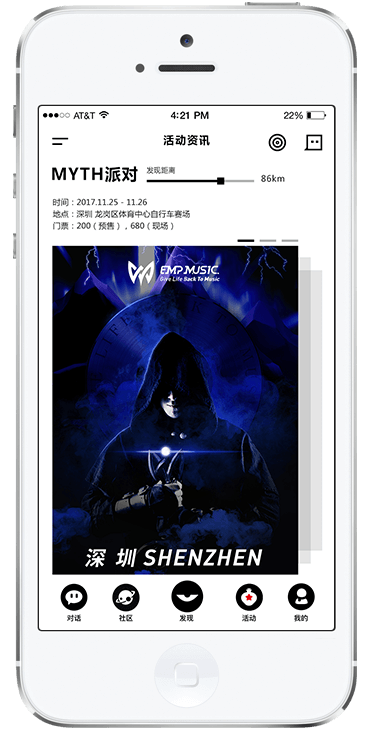 AT&T 4:21 PM 22%
活动资讯
MYTH派对 发现距离 86km
时间：2017.11.25 - 11.26
地点：深圳 龙岗区体育中心自行车赛场
门票：200（预售），680（现场）
EMP.MUSIC.
Give Life Back To Music
深圳 SHENZHEN
对话 社区 发现 活动 我的